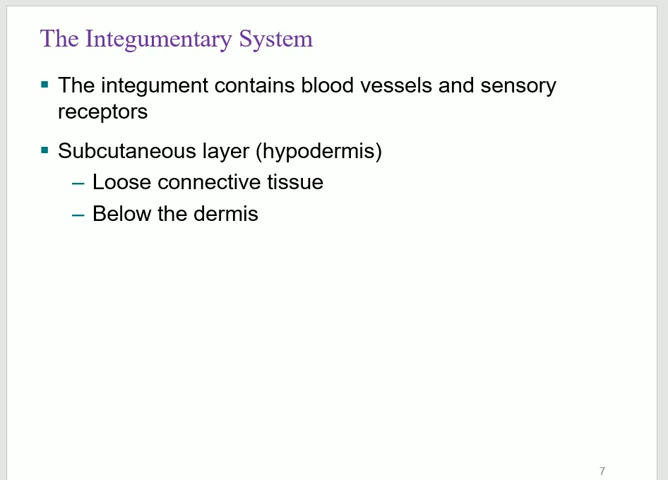 The Integumentary System
▪ The integument contains blood vessels and sensory
receptors
▪ Subcutaneous layer (hypodermis)
– Loose connective tissue
– Below the dermis
7